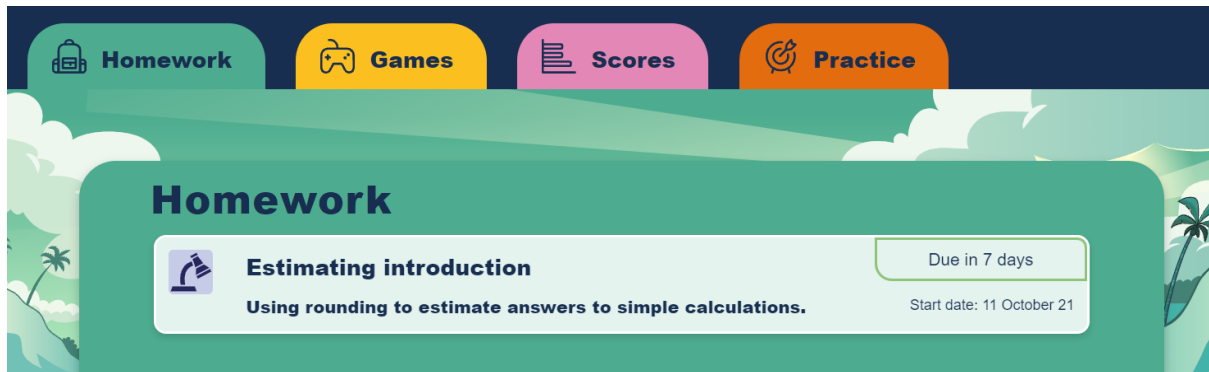 Homework
Games
Scores
Practice
Homework
Estimating introduction
Due in 7 days
Using rounding to estimate answers to simple calculations.
Start date: 11 October 21